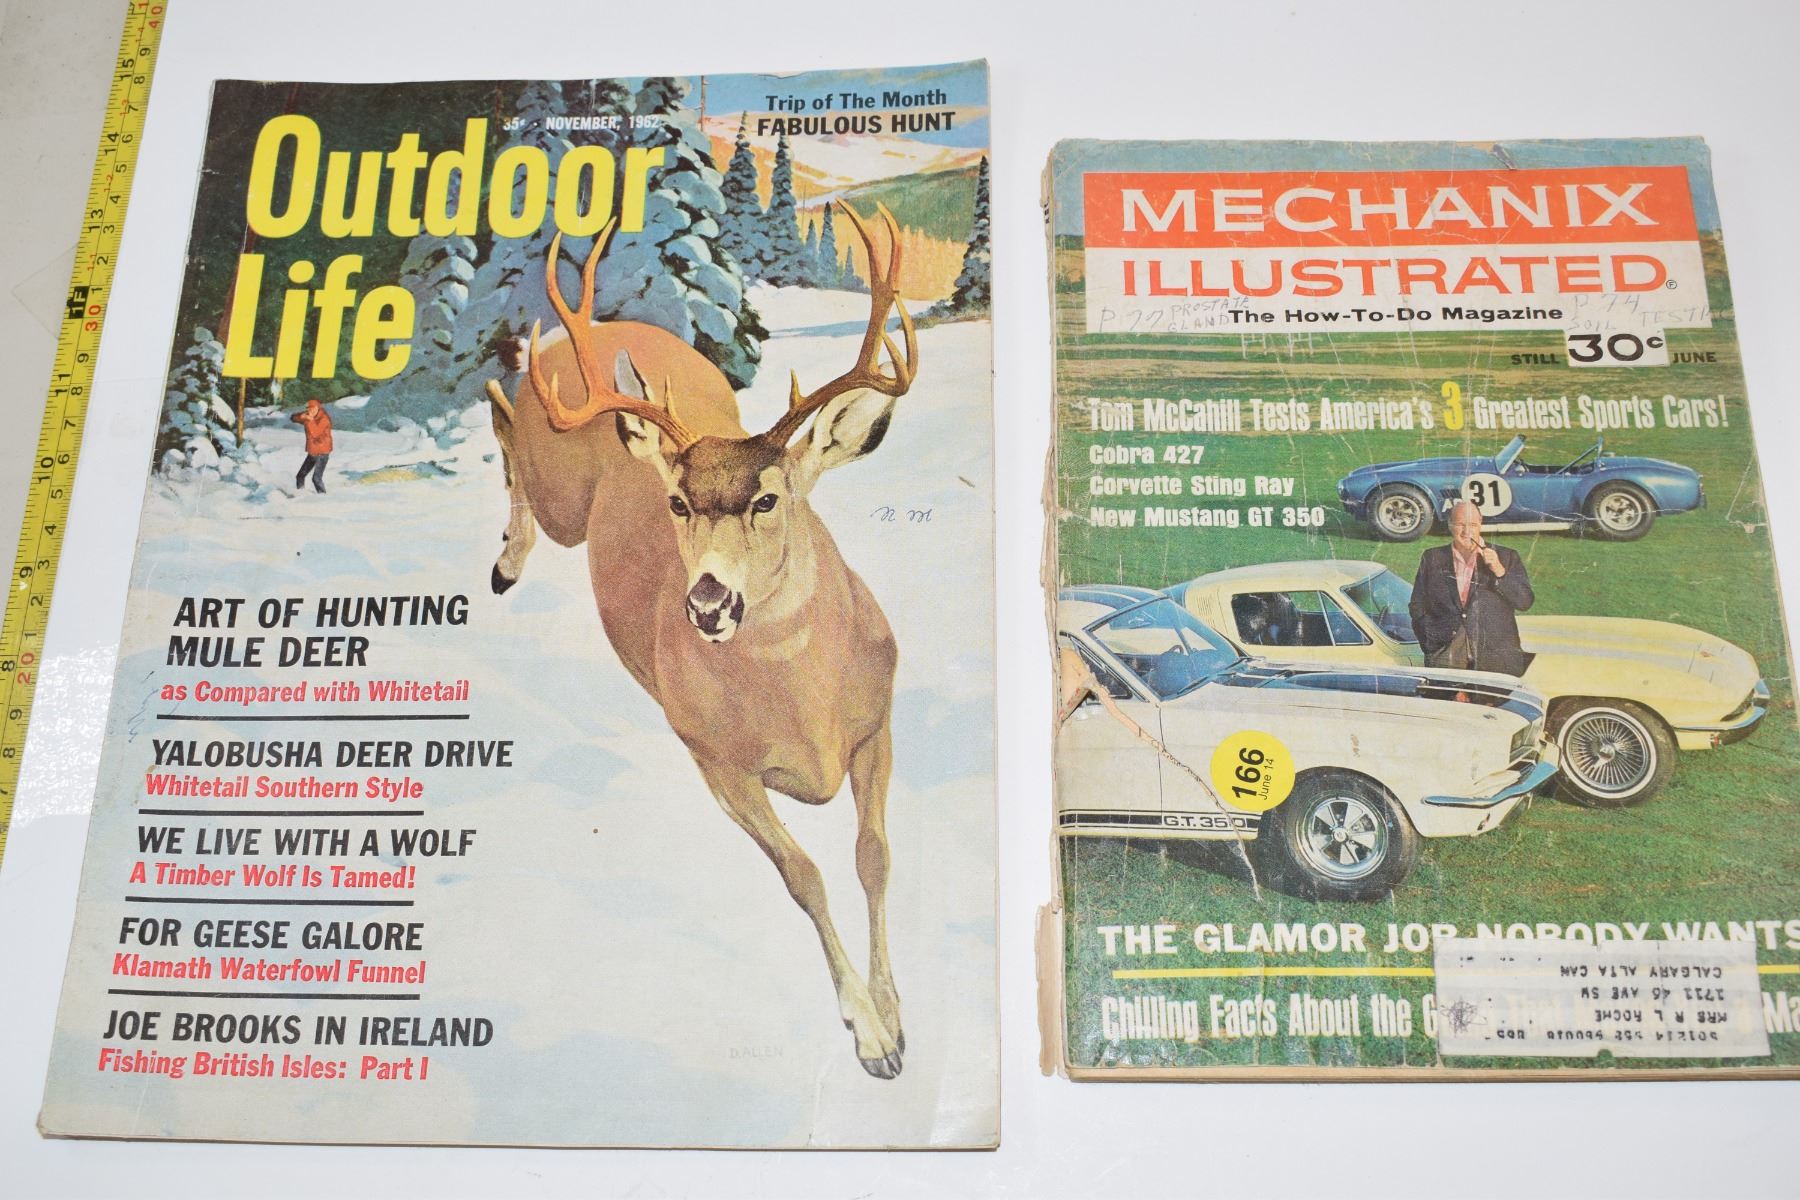 35¢ · NOVEMBER, 1962
Outdoor
Life
Trip of The Month
FABULOUS HUNT
ART OF HUNTING
MULE DEER
as Compared with Whitetail
YALOBUSHA DEER DRIVE
Whitetail Southern Style
WE LIVE WITH A WOLF
A Timber Wolf Is Tamed!
FOR GEESE GALORE
Klamath Waterfowl Funnel
JOE BROOKS IN IRELAND
Fishing British Isles: Part I
D. ALLEN
MECHANIX
ILLUSTRATED®
P 77 PROSTATE GLAND
The How-To-Do Magazine
P 74
SOIL TEST
STILL 30¢ JUNE
Tom McCahill Tests America's 3 Greatest Sports Cars!
Cobra 427
Corvette Sting Ray
New Mustang GT 350
31
166
June 14
G.T. 350
THE GLAMOR JOB NOBODY WANTS
Chilling Facts About the
MRS R L ROCHE
1711 46 AVE SW
CALGARY ALTA CAN